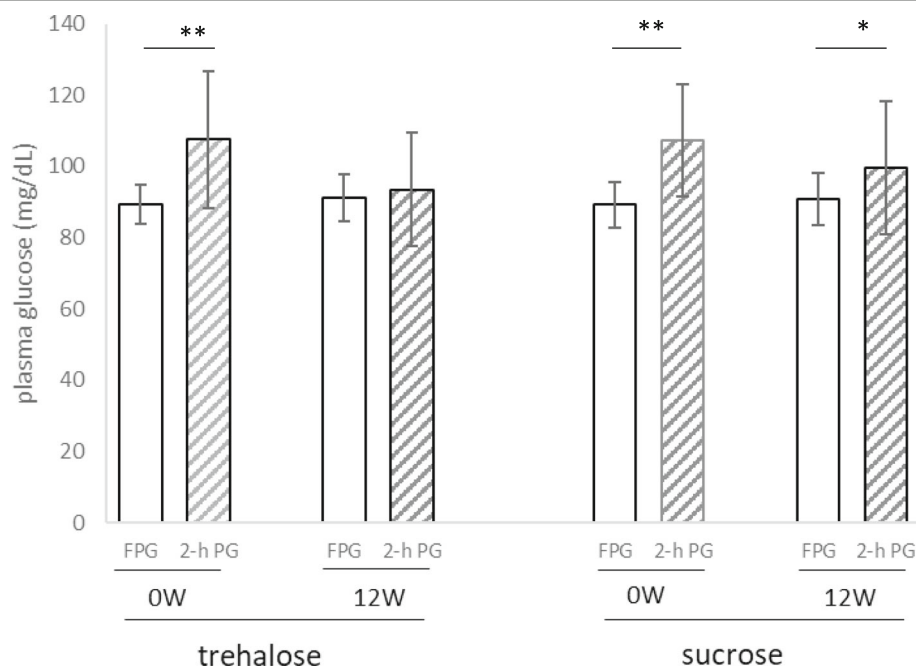 140
120
100
80
60
40
20
0
plasma glucose (mg/dL)
** ** *
FPG 2-h PG FPG 2-h PG FPG 2-h PG FPG 2-h PG
0W 12W 0W 12W
trehalose sucrose